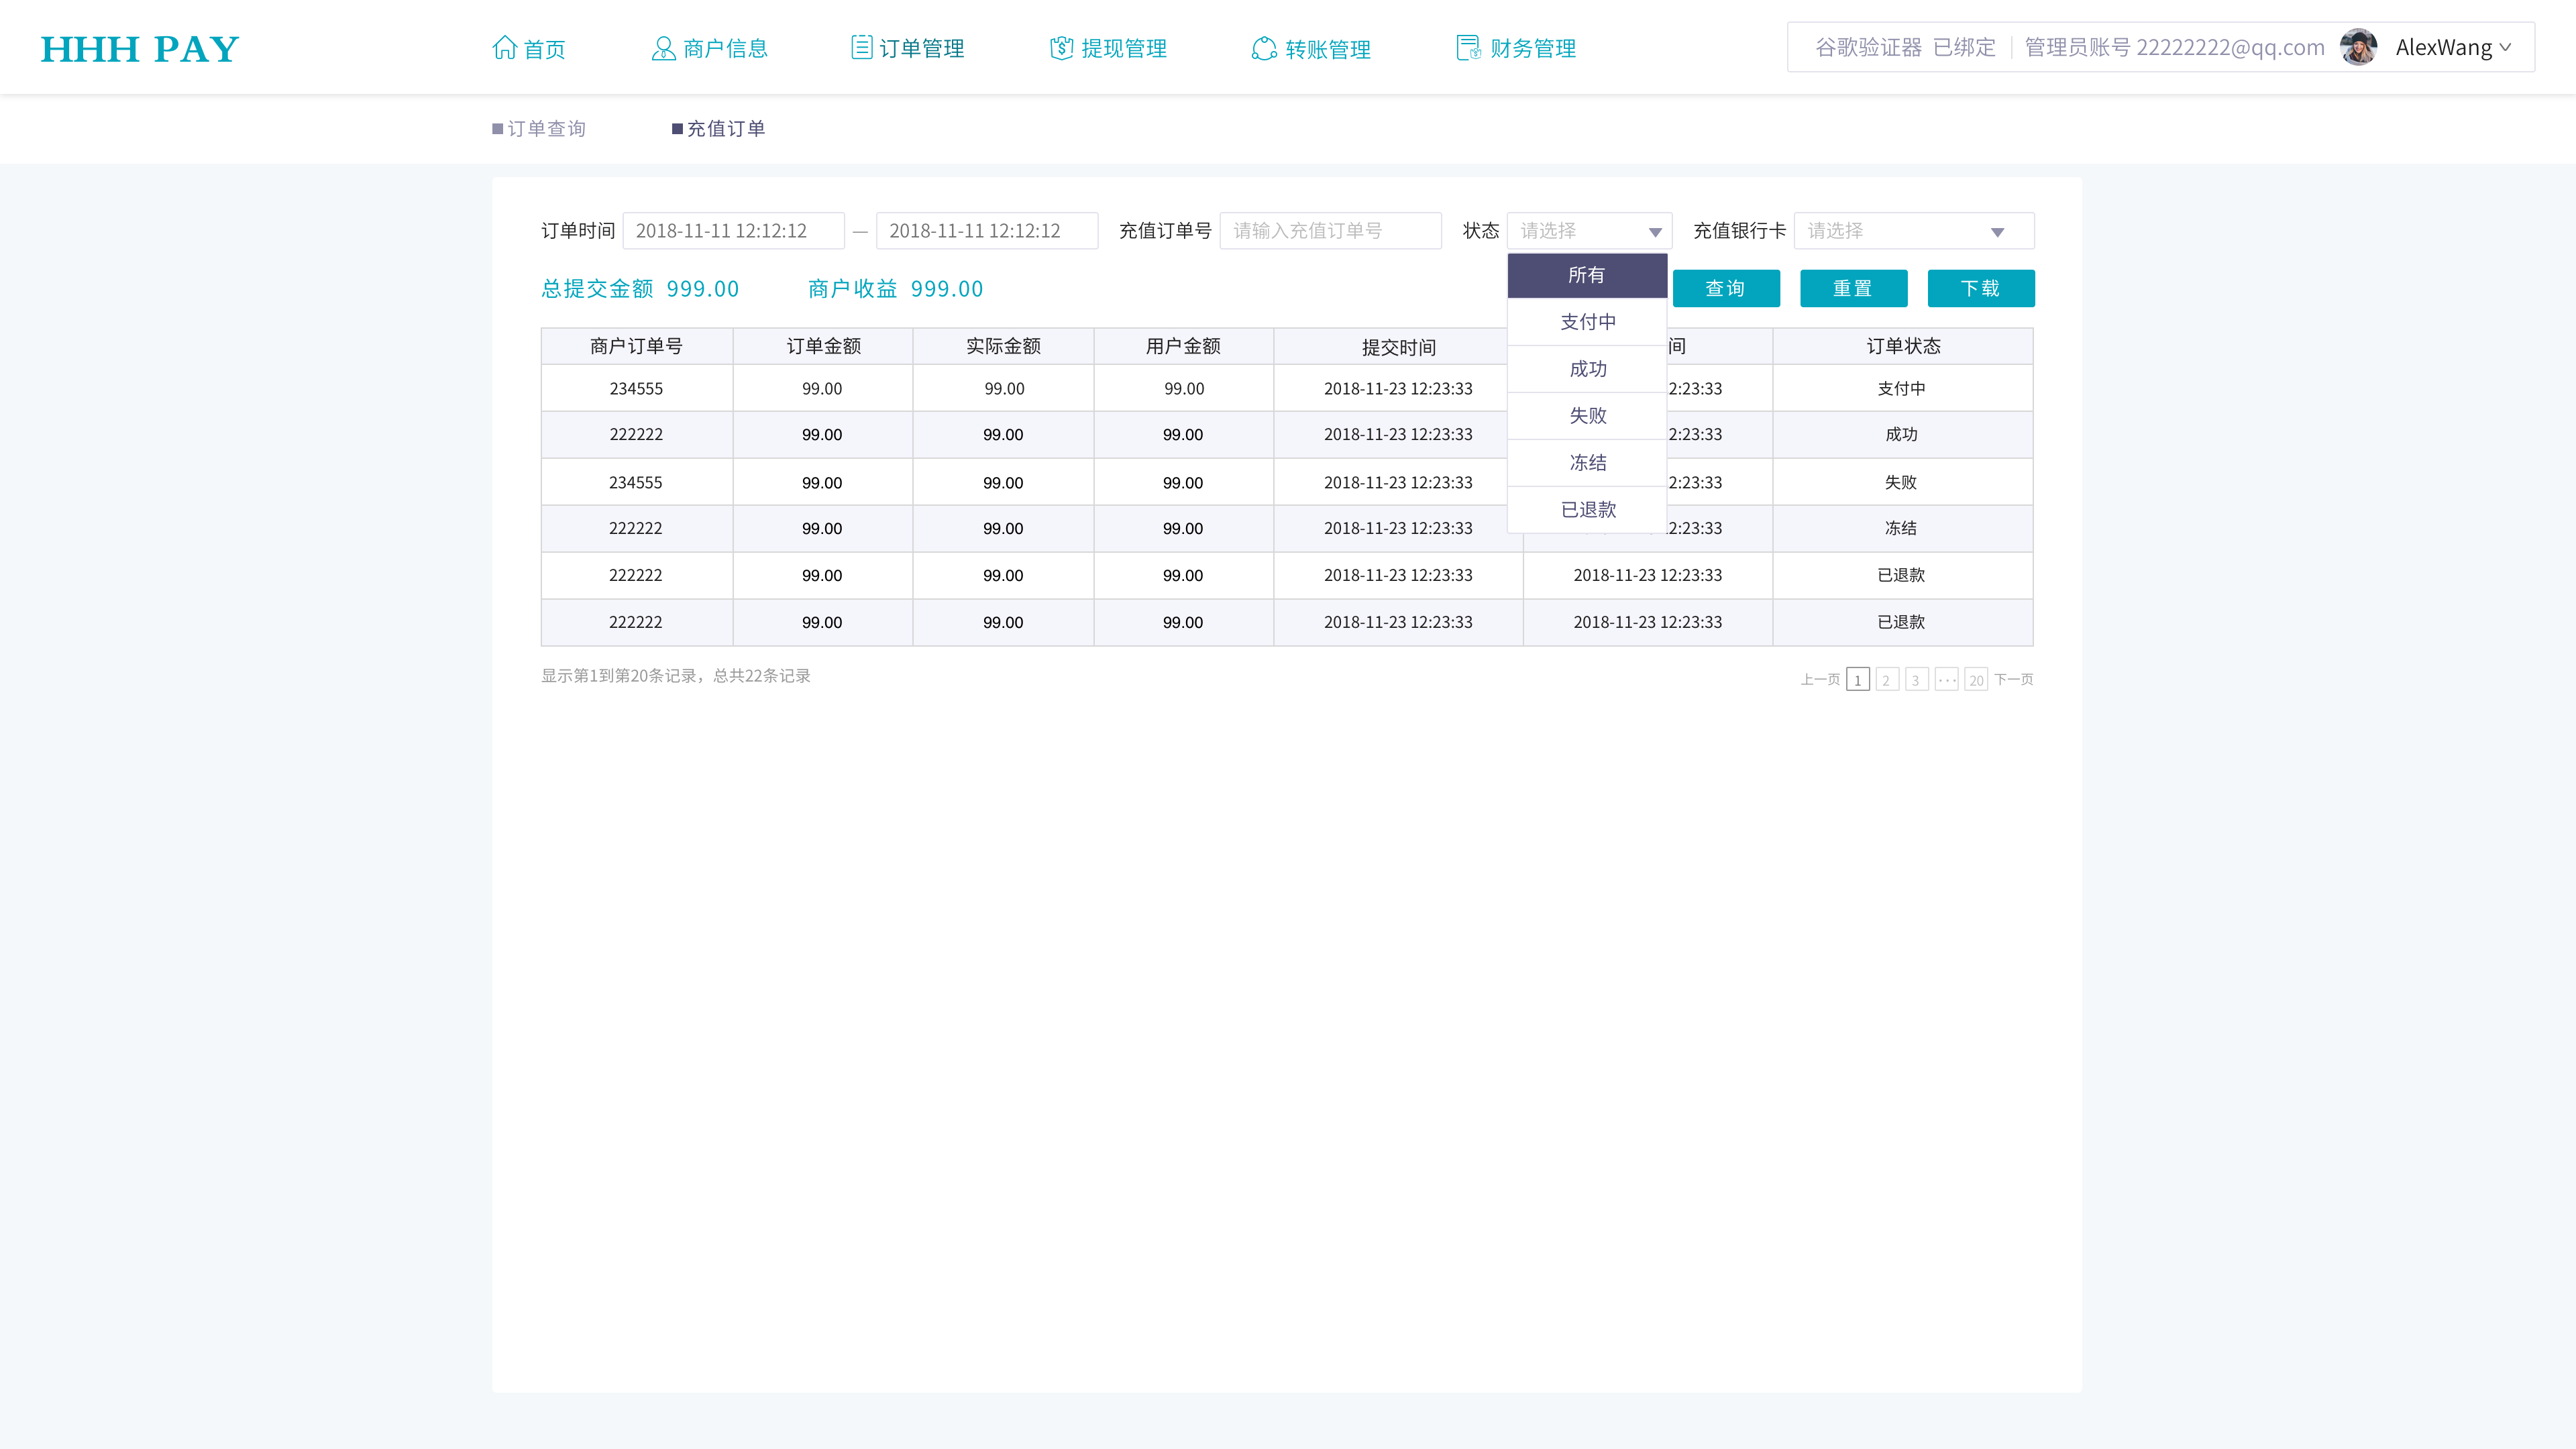 HHH PAY 首页 商户信息 订单管理 提现管理 转账管理 财务管理 谷歌验证器 已绑定 管理员账号 22222222@qq.com AlexWang
订单查询 充值订单
订单时间 2018-11-11 12:12:12 — 2018-11-11 12:12:12 充值订单号 请输入充值订单号 状态 请选择 充值银行卡 请选择
总提交金额 999.00 商户收益 999.00 查询 重置 下载
所有
支付中
成功
失败
冻结
已退款
商户订单号 订单金额 实际金额 用户金额 提交时间 间 订单状态
234555 99.00 99.00 99.00 2018-11-23 12:23:33 2:23:33 支付中
222222 99.00 99.00 99.00 2018-11-23 12:23:33 2:23:33 成功
234555 99.00 99.00 99.00 2018-11-23 12:23:33 2:23:33 失败
222222 99.00 99.00 99.00 2018-11-23 12:23:33 2:23:33 冻结
222222 99.00 99.00 99.00 2018-11-23 12:23:33 2018-11-23 12:23:33 已退款
222222 99.00 99.00 99.00 2018-11-23 12:23:33 2018-11-23 12:23:33 已退款
显示第1到第20条记录，总共22条记录 上一页 1 2 3 ··· 20 下一页